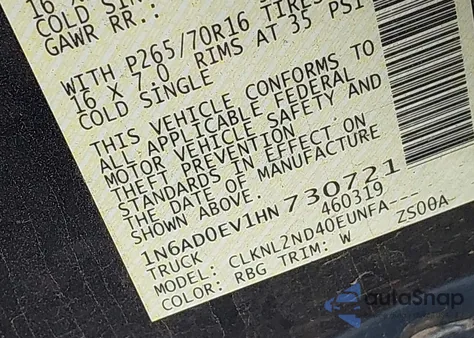 16 X
COLD SIN
GAWR RR.:
WITH P265/70R16 TIRES
16 X 7.0 RIMS AT 35 PSI
COLD SINGLE
THIS VEHICLE CONFORMS TO
ALL APPLICABLE FEDERAL
MOTOR VEHICLE SAFETY AND
THEFT PREVENTION
STANDARDS IN EFFECT ON
THE DATE OF MANUFACTURE
SHOWN ABOVE.
1N6AD0EV1HN730721
TRUCK 460319
MODEL: CLKNL2ND40EUNFA---
COLOR: RBG TRIM: W ZS00A
autoSnap